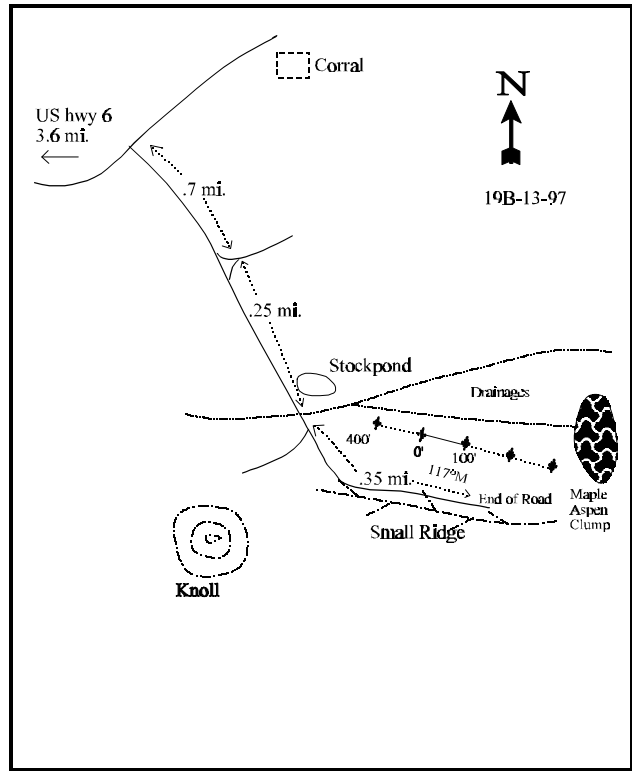 Corral
N
US hwy 6
3.6 mi.
19B-13-97
.7 mi.
.25 mi.
Stockpond
Drainages
400'
0'
100'
117°M
.35 mi.
End of Road
Maple
Aspen
Clump
Small Ridge
Knoll